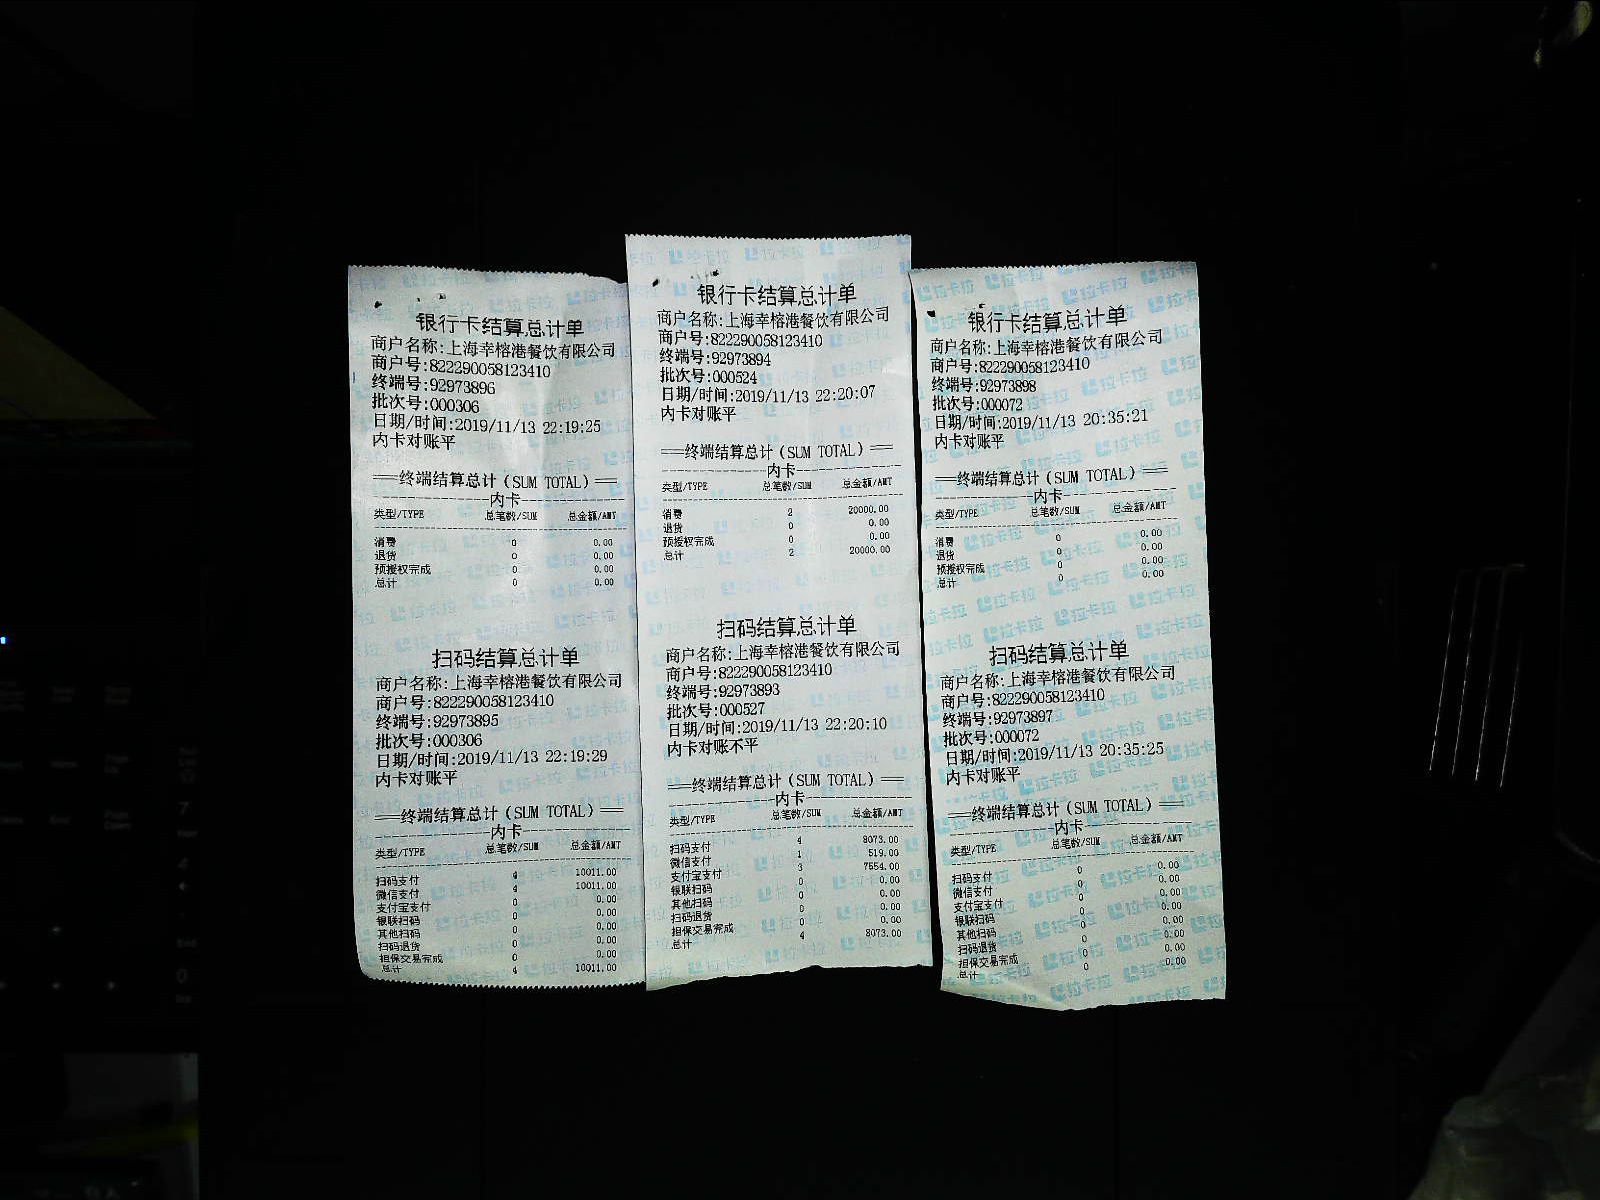 银行卡结算总计单
商户名称:上海幸榕港餐饮有限公司
商户号:822290058123410
终端号:92973896
批次号:000306
日期/时间:2019/11/13 22:19:25
内卡对账平
===终端结算总计(SUM TOTAL)===
内卡
类型/TYPE 总笔数/SUM 总金额/AMT
消费 0 0.00
退货 0 0.00
预授权完成 0 0.00
总计 0 0.00
扫码结算总计单
商户名称:上海幸榕港餐饮有限公司
商户号:822290058123410
终端号:92973895
批次号:000306
日期/时间:2019/11/13 22:19:29
内卡对账平
===终端结算总计(SUM TOTAL)===
内卡
类型/TYPE 总笔数/SUM 总金额/AMT
扫码支付 4 10011.00
微信支付 4 10011.00
支付宝支付 0 0.00
银联扫码 0 0.00
其他扫码 0 0.00
扫码退货 0 0.00
担保交易完成 0 0.00
总计 4 10011.00
银行卡结算总计单
商户名称:上海幸榕港餐饮有限公司
商户号:822290058123410
终端号:92973894
批次号:000524
日期/时间:2019/11/13 22:20:07
内卡对账平
===终端结算总计(SUM TOTAL)===
内卡
类型/TYPE 总笔数/SUM 总金额/AMT
消费 2 20000.00
退货 0 0.00
预授权完成 0 0.00
总计 2 20000.00
扫码结算总计单
商户名称:上海幸榕港餐饮有限公司
商户号:822290058123410
终端号:92973893
批次号:000527
日期/时间:2019/11/13 22:20:10
内卡对账不平
===终端结算总计(SUM TOTAL)===
内卡
类型/TYPE 总笔数/SUM 总金额/AMT
扫码支付 4 8073.00
微信支付 1 519.00
支付宝支付 3 7554.00
银联扫码 0 0.00
其他扫码 0 0.00
扫码退货 0 0.00
担保交易完成 0 0.00
总计 4 8073.00
银行卡结算总计单
商户名称:上海幸榕港餐饮有限公司
商户号:822290058123410
终端号:92973898
批次号:000072
日期/时间:2019/11/13 20:35:21
内卡对账平
===终端结算总计(SUM TOTAL)===
内卡
类型/TYPE 总笔数/SUM 总金额/AMT
消费 0 0.00
退货 0 0.00
预授权完成 0 0.00
总计 0 0.00
扫码结算总计单
商户名称:上海幸榕港餐饮有限公司
商户号:822290058123410
终端号:92973897
批次号:000072
日期/时间:2019/11/13 20:35:25
内卡对账平
===终端结算总计(SUM TOTAL)===
内卡
类型/TYPE 总笔数/SUM 总金额/AMT
扫码支付 0 0.00
微信支付 0 0.00
支付宝支付 0 0.00
银联扫码 0 0.00
其他扫码 0 0.00
扫码退货 0 0.00
担保交易完成 0 0.00
总计 0 0.00
拉卡拉